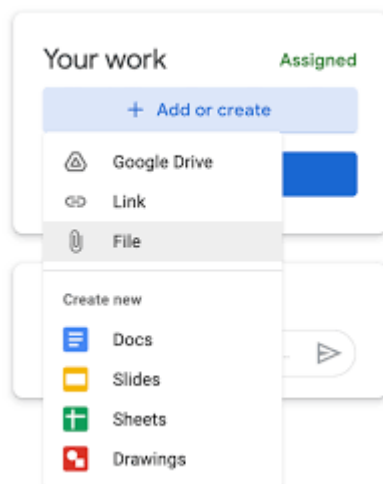 Your work
Assigned
+ Add or create
Google Drive
Link
File
Create new
Docs
Slides
Sheets
Drawings